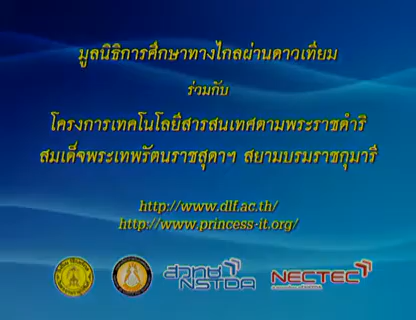 มูลนิธิการศึกษาทางไกลผ่านดาวเทียม
ร่วมกับ
โครงการเทคโนโลยีสารสนเทศตามพระราชดำริ
สมเด็จพระเทพรัตนราชสุดาฯ สยามบรมราชกุมารี
http://www.dlf.ac.th/
http://www.princess-it.org/
สวทช
NSTDA
NECTEC